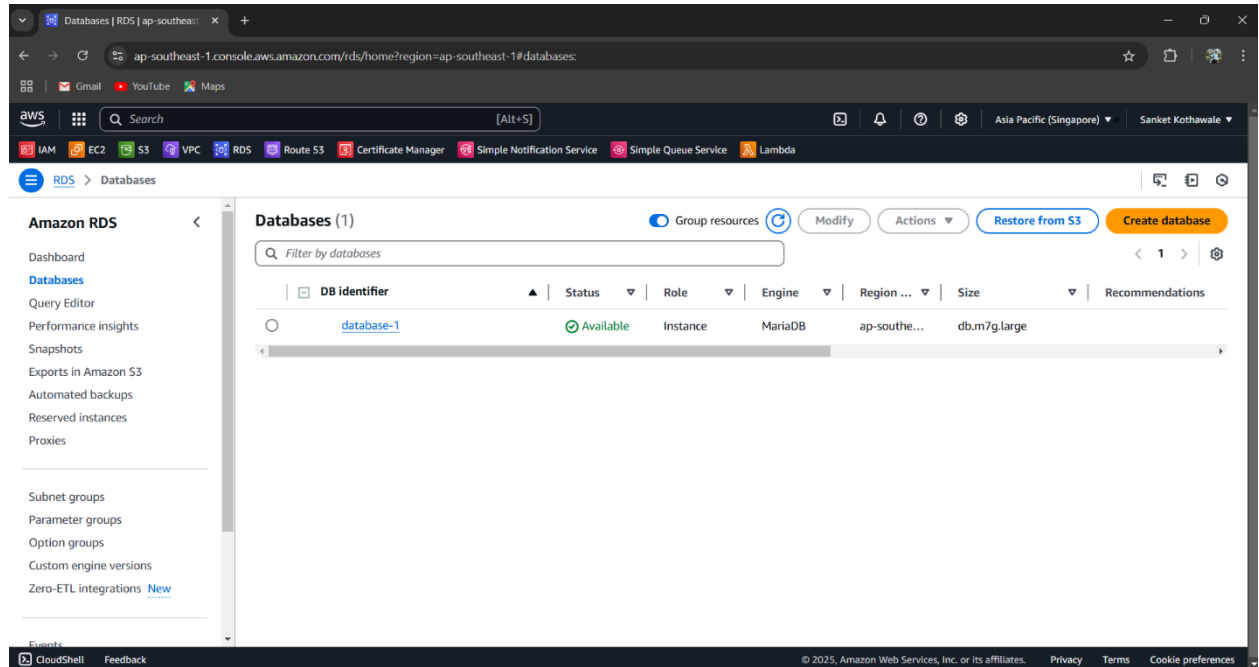 Databases | RDS | ap-southeast
ap-southeast-1.console.aws.amazon.com/rds/home?region=ap-southeast-1#databases:
Gmail YouTube Maps
aws Search [Alt+S] Asia Pacific (Singapore) Sanket Kothawale
IAM EC2 S3 VPC RDS Route 53 Certificate Manager Simple Notification Service Simple Queue Service Lambda
RDS > Databases
Amazon RDS
Dashboard
Databases
Query Editor
Performance insights
Snapshots
Exports in Amazon S3
Automated backups
Reserved instances
Proxies
Subnet groups
Parameter groups
Option groups
Custom engine versions
Zero-ETL integrations New
Events
Databases (1) Group resources Modify Actions Restore from S3 Create database
Filter by databases 1
DB identifier Status Role Engine Region ... Size Recommendations
database-1 Available Instance MariaDB ap-southe... db.m7g.large
CloudShell Feedback © 2025, Amazon Web Services, Inc. or its affiliates. Privacy Terms Cookie preferences